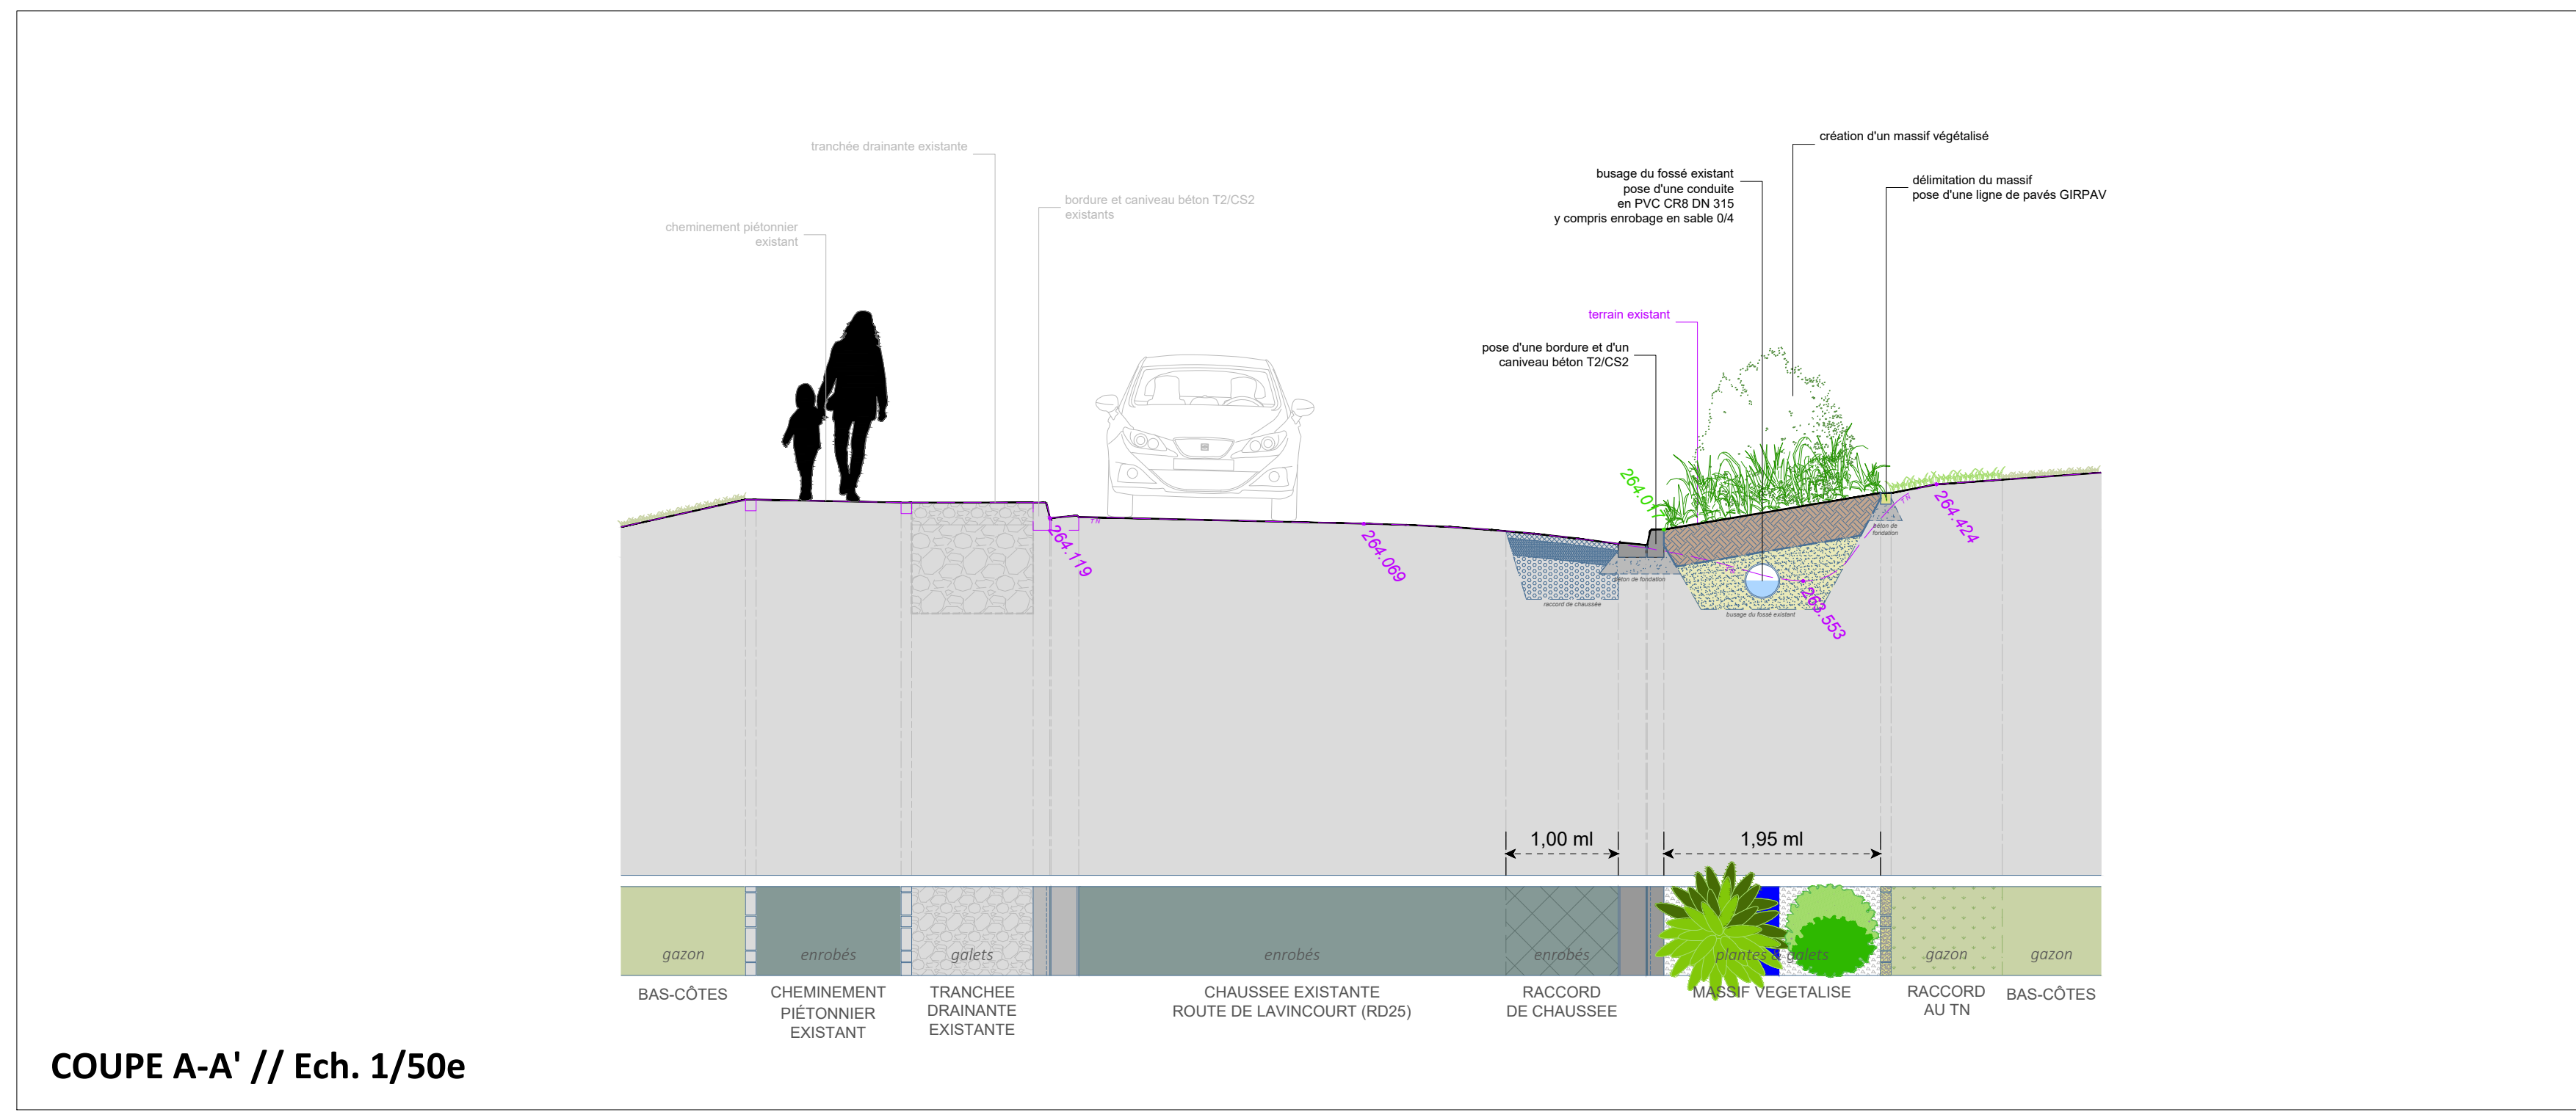 création d'un massif végétalisé
tranchée drainante existante
busage du fossé existant
pose d'une conduite
en PVC CR8 DN 315
y compris enrobage en sable 0/4
délimitation du massif
pose d'une ligne de pavés GIRPAV
bordure et caniveau béton T2/CS2
existants
cheminement piétonnier
existant
terrain existant
pose d'une bordure et d'un
caniveau béton T2/CS2
TN
264.119
264.069
TN
264.424
263.553
béton de
fondation
béton de fondation
raccord de chaussée
busage du fossé existant
1,00 ml
1,95 ml
gazon
enrobés
galets
enrobés
enrobés
plantes & galets
gazon
gazon
BAS-CÔTES
CHEMINEMENT
PIÉTONNIER
EXISTANT
TRANCHEE
DRAINANTE
EXISTANTE
CHAUSSEE EXISTANTE
ROUTE DE LAVINCOURT (RD25)
RACCORD
DE CHAUSSEE
MASSIF VEGETALISE
RACCORD
AU TN
BAS-CÔTES
COUPE A-A' // Ech. 1/50e